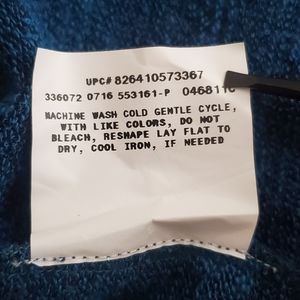 UPC# 826410573367
336072 0716 553161-P 046811C
MACHINE WASH COLD GENTLE CYCLE,
WITH LIKE COLORS, DO NOT
BLEACH, RESHAPE LAY FLAT TO
DRY, COOL IRON, IF NEEDED